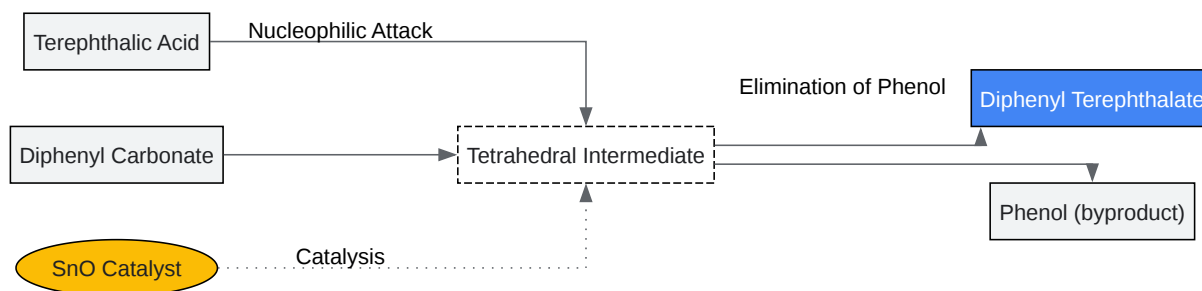 Terephthalic Acid
Nucleophilic Attack
Elimination of Phenol
Diphenyl Terephthalate
Diphenyl Carbonate
Tetrahedral Intermediate
Phenol (byproduct)
SnO Catalyst
Catalysis